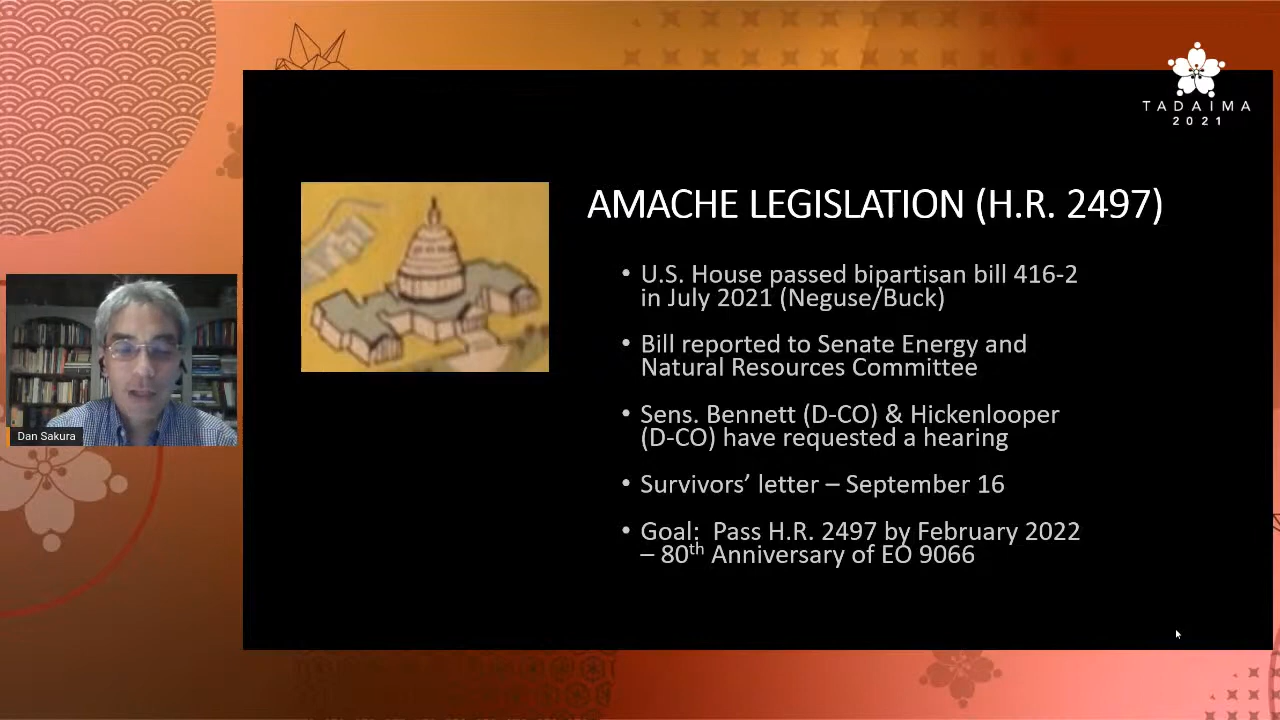 TADAIMA
2021
AMACHE LEGISLATION (H.R. 2497)
• U.S. House passed bipartisan bill 416-2
in July 2021 (Neguse/Buck)
• Bill reported to Senate Energy and
Natural Resources Committee
• Sens. Bennett (D-CO) & Hickenlooper
(D-CO) have requested a hearing
• Survivors’ letter – September 16
• Goal:  Pass H.R. 2497 by February 2022
– 80th Anniversary of EO 9066
Dan Sakura